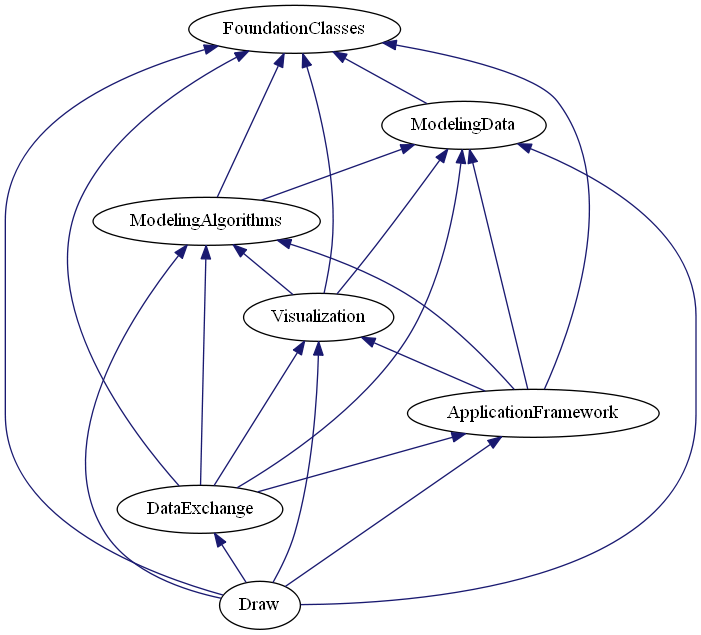 FoundationClasses
ModelingData
ModelingAlgorithms
Visualization
ApplicationFramework
DataExchange
Draw